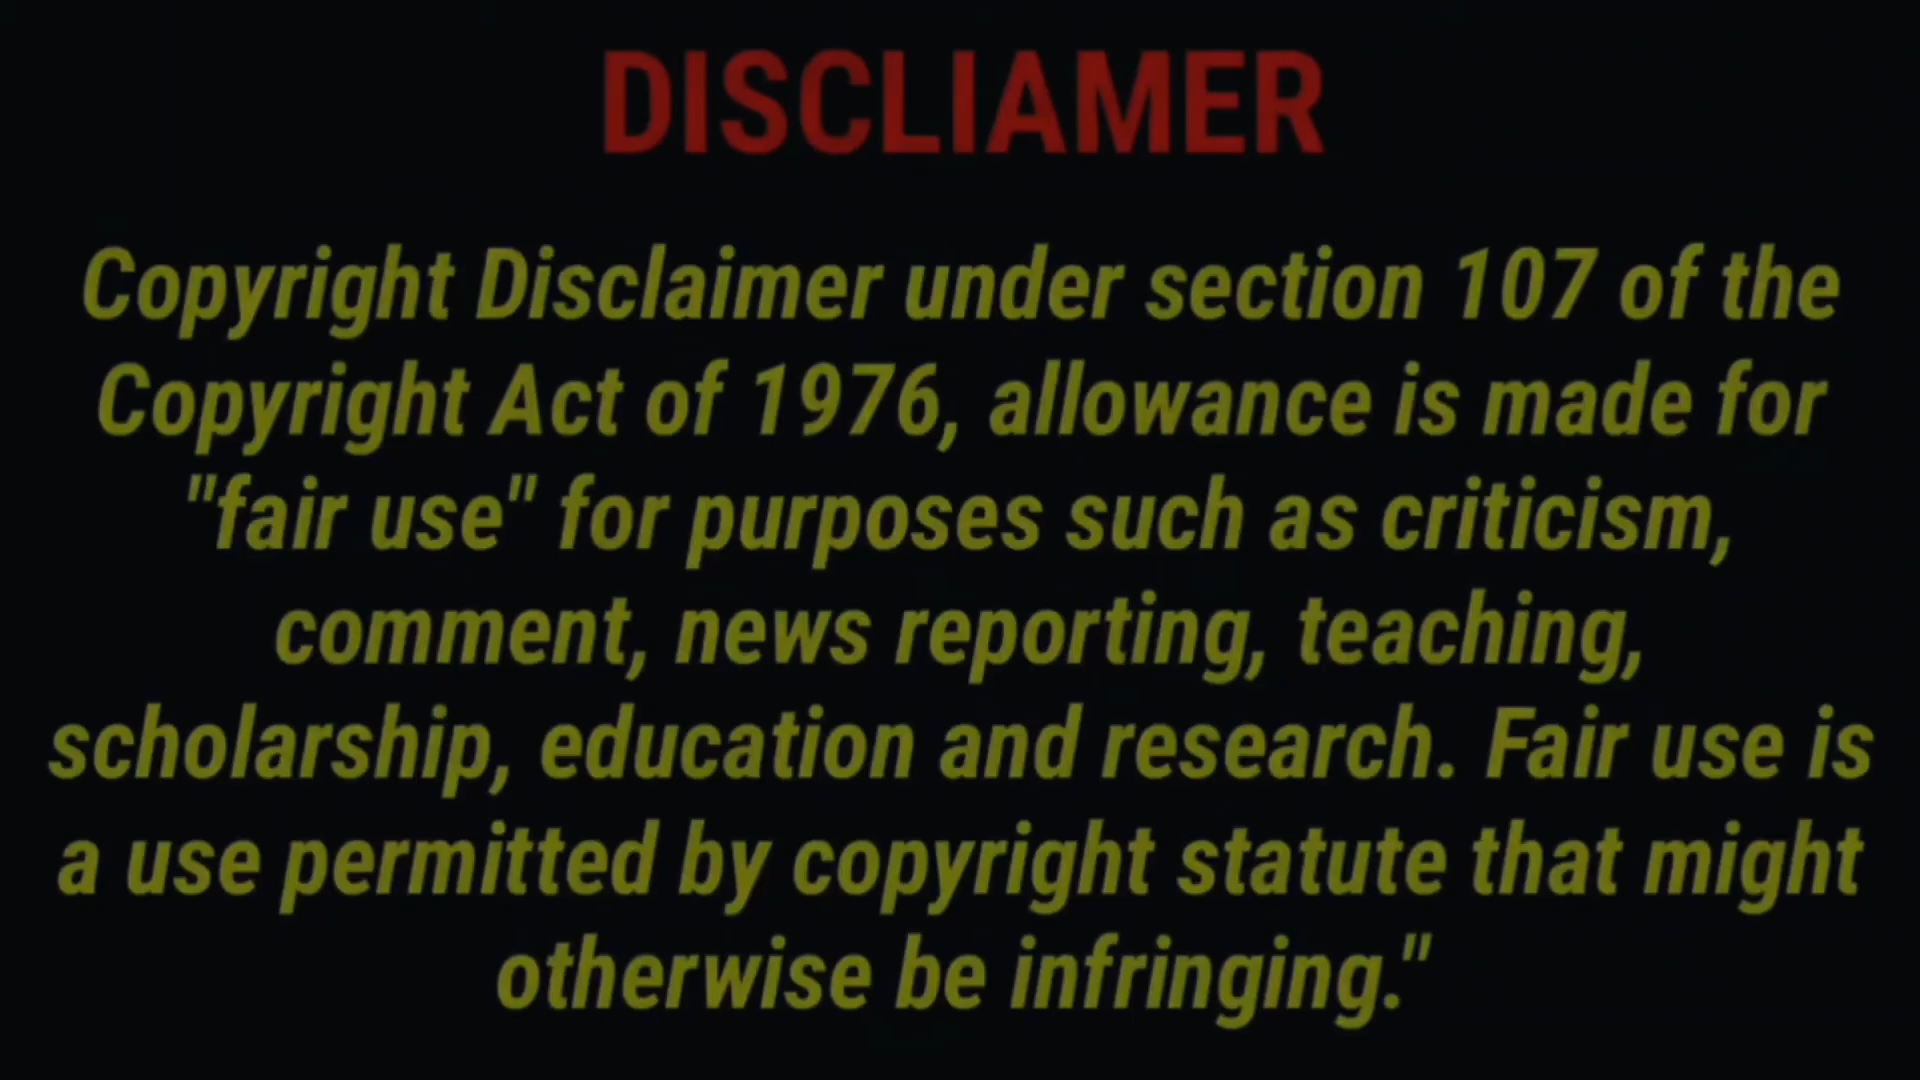 DISCLIAMER
Copyright Disclaimer under section 107 of the
Copyright Act of 1976, allowance is made for
"fair use" for purposes such as criticism,
comment, news reporting, teaching,
scholarship, education and research. Fair use is
a use permitted by copyright statute that might
otherwise be infringing."